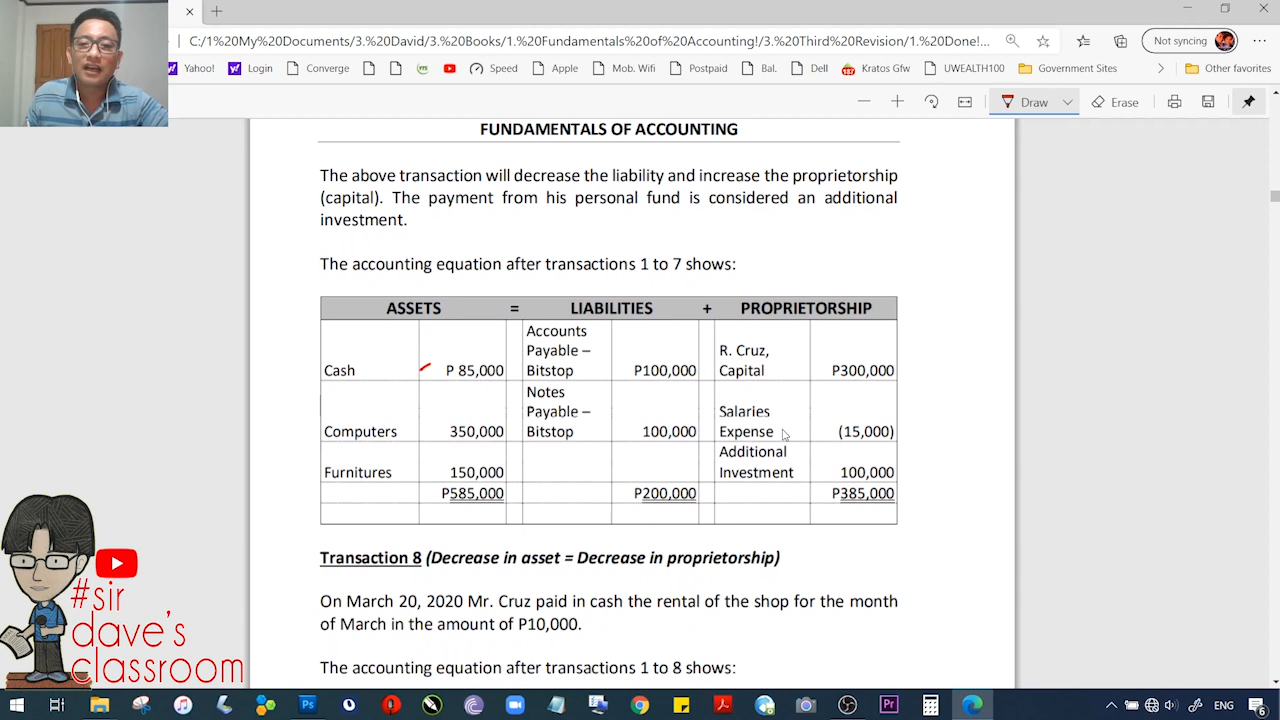 C:/1%20My%20Documents/3.%20David/3.%20Books/1.%20Fundamentals%20of%20Accounting!/3.%20Third%20Revision/1.%20Done!...
Not syncing
Yahoo! Login Converge Speed Apple Mob. Wifi Postpaid Bal. Dell Kratos Gfw UWEALTH100 Government Sites Other favorites
Draw Erase
FUNDAMENTALS OF ACCOUNTING
The above transaction will decrease the liability and increase the proprietorship
(capital). The payment from his personal fund is considered an additional
investment.
The accounting equation after transactions 1 to 7 shows:
ASSETS = LIABILITIES + PROPRIETORSHIP
Accounts
Payable – R. Cruz,
Cash P 85,000 Bitstop P100,000 Capital P300,000
Notes
Payable – Salaries
Computers 350,000 Bitstop 100,000 Expense (15,000)
Additional
Furnitures 150,000 Investment 100,000
P585,000 P200,000 P385,000
Transaction 8 (Decrease in asset = Decrease in proprietorship)
On March 20, 2020 Mr. Cruz paid in cash the rental of the shop for the month
of March in the amount of P10,000.
The accounting equation after transactions 1 to 8 shows:
#sir
dave's
classroom